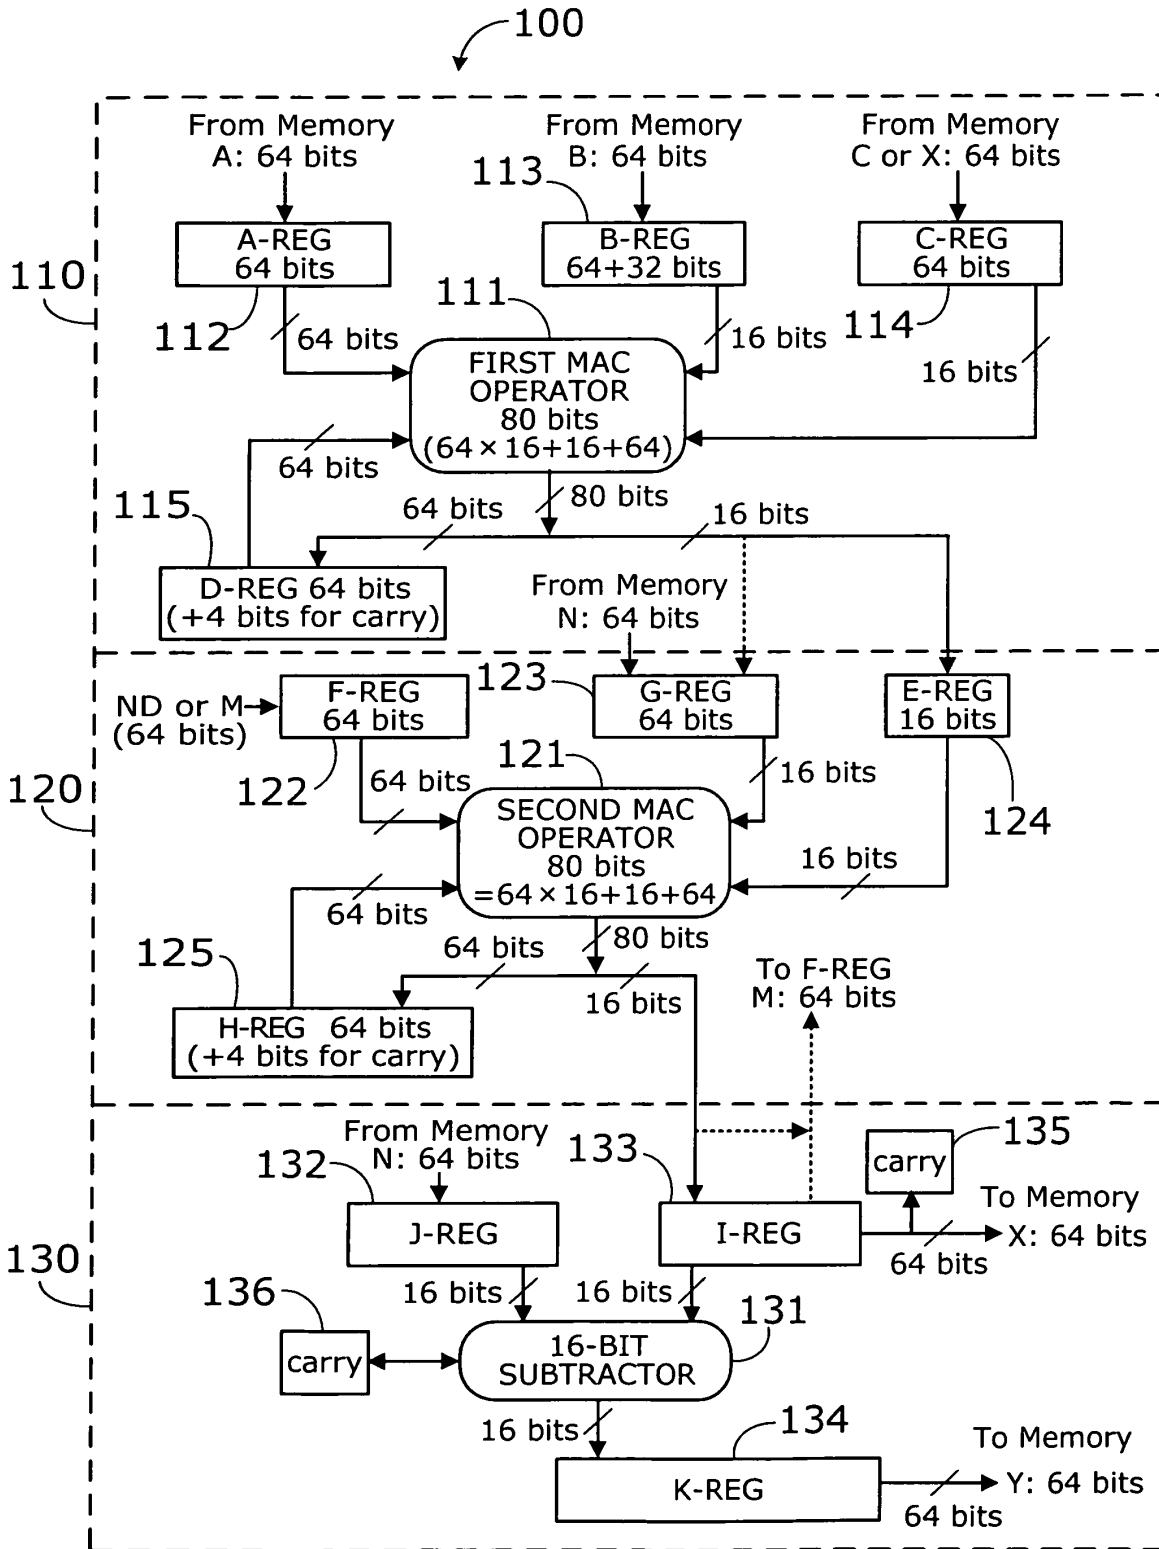 100
From Memory
A: 64 bits
From Memory
B: 64 bits
From Memory
C or X: 64 bits
113
A-REG
64 bits
B-REG
64+32 bits
C-REG
64 bits
110
112
111
114
64 bits
16 bits
16 bits
FIRST MAC
OPERATOR
80 bits
(64×16+16+64)
64 bits
115
64 bits
80 bits
16 bits
D-REG 64 bits
(+4 bits for carry)
From Memory
N: 64 bits
ND or M
(64 bits)
F-REG
64 bits
123
G-REG
64 bits
E-REG
16 bits
120
122
64 bits
121
16 bits
124
SECOND MAC
OPERATOR
80 bits
=64×16+16+64
16 bits
64 bits
125
64 bits
80 bits
16 bits
To F-REG
M: 64 bits
H-REG 64 bits
(+4 bits for carry)
From Memory
N: 64 bits
132
133
135
carry
130
J-REG
I-REG
To Memory
X: 64 bits
64 bits
136
16 bits
16 bits
131
carry
16-BIT
SUBTRACTOR
16 bits
134
K-REG
To Memory
Y: 64 bits
64 bits